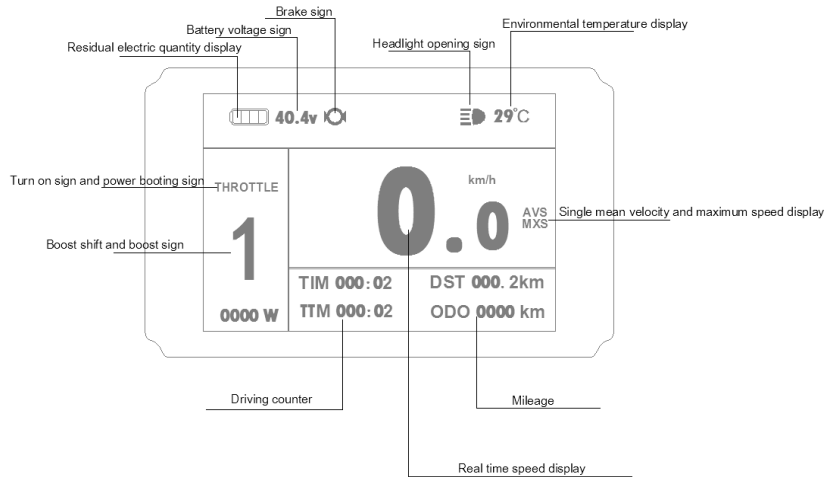 Brake sign
Battery voltage sign
Environmental temperature display
Headlight opening sign
Residual electric quantity display
40.4v
29℃
Turn on sign and power booting sign
THROTTLE
km/h
0.0
AVS
MXS
Single mean velocity and maximum speed display
Boost shift and boost sign
1
TIM 000:02
DST 000.2km
0000 W
TTM 000:02
ODO 0000 km
Driving counter
Mileage
Real time speed display